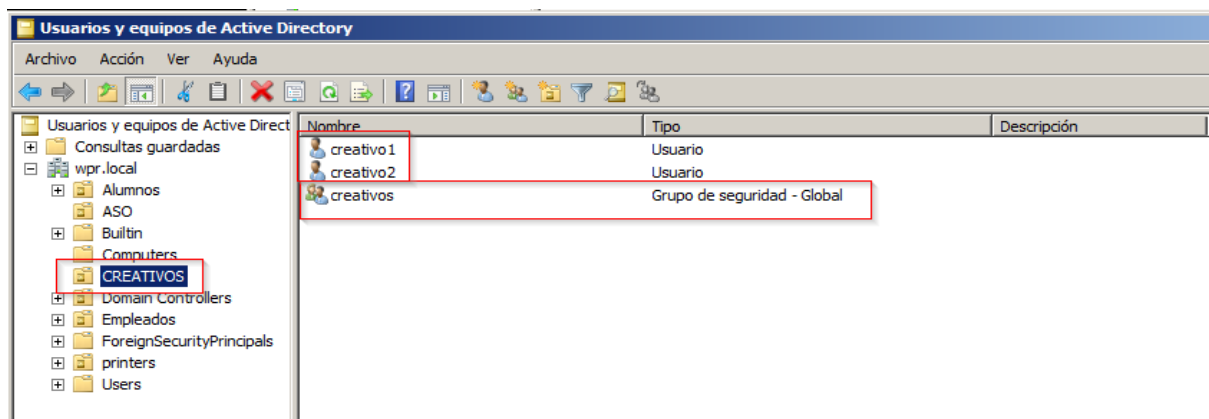 Usuarios y equipos de Active Directory
Archivo Acción Ver Ayuda
Usuarios y equipos de Active Direct
Consultas guardadas
wpr.local
Alumnos
ASO
Builtin
Computers
CREATIVOS
Domain Controllers
Empleados
ForeignSecurityPrincipals
printers
Users
Nombre Tipo Descripción
creativo1 Usuario
creativo2 Usuario
creativos Grupo de seguridad - Global